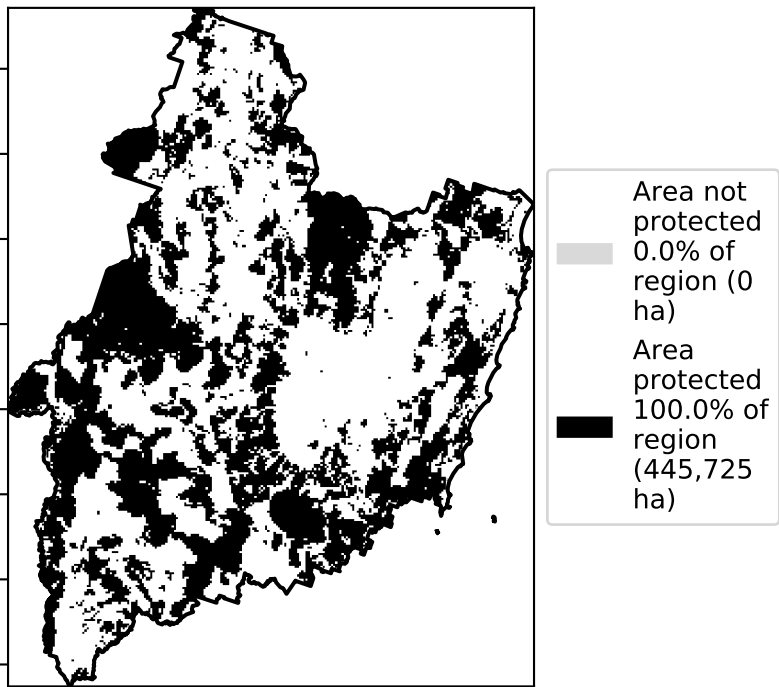 Area not
protected
0.0% of
region (0
ha)
Area
protected
100.0% of
region
(445,725
ha)